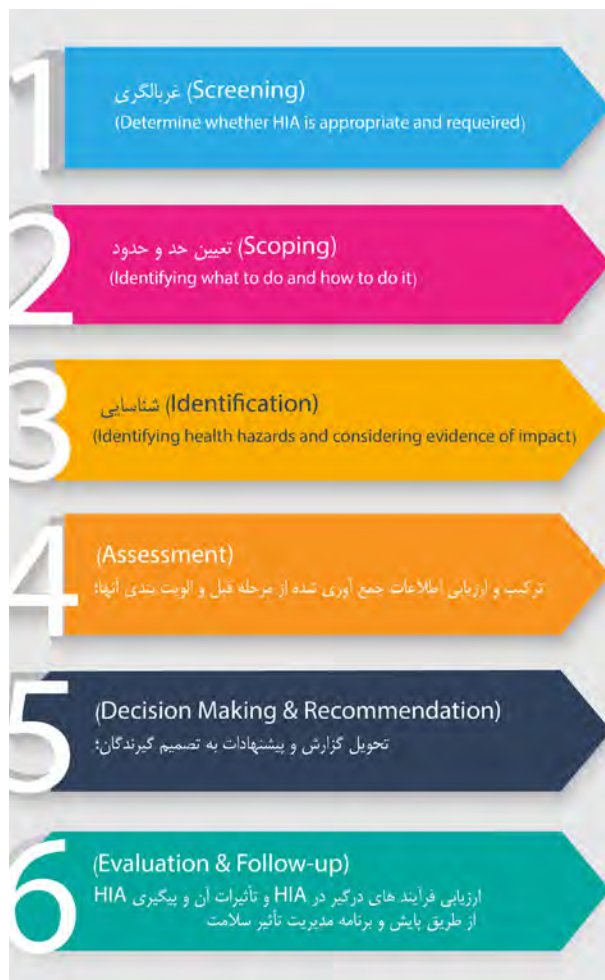 1
غربالگری (Screening)
(Determine whether HIA is appropriate and requeired)
2
تعیین حد و حدود (Scoping)
(Identifying what to do and how to do it)
3
شناسایی (Identification)
(Identifying health hazards and considering evidence of impact)
4
(Assessment)
ترکیب و ارزیابی اطلاعات جمع آوری شده از مرحله قبل و الویت بندی آنها؛
5
(Decision Making & Recommendation)
تحویل گزارش و پیشنهادات به تصمیم گیرندگان؛
6
(Evaluation & Follow-up)
ارزیابی فرآیند های درگیر در HIA و تأثیرات آن و پیگیری HIA
از طریق پایش و برنامه مدیریت تأثیر سلامت